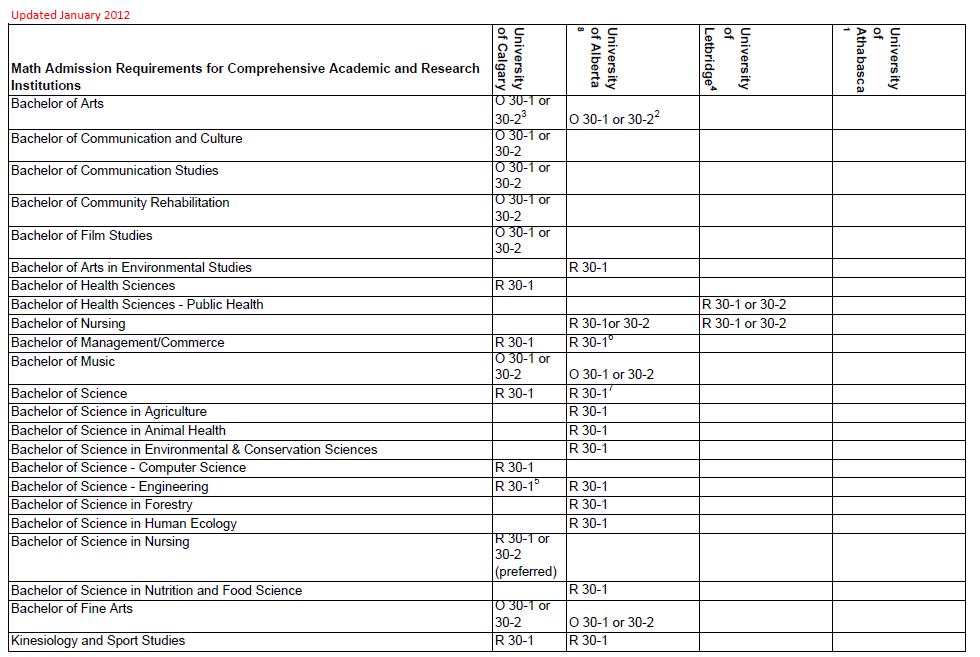 Updated January 2012
Math Admission Requirements for Comprehensive Academic and Research
Institutions
University
of Calgary
University
of Alberta
8
University
of
Letbridge4
University
of
Athabasca
1
Bachelor of Arts
O 30-1 or
30-23
O 30-1 or 30-22
Bachelor of Communication and Culture
O 30-1 or
30-2
Bachelor of Communication Studies
O 30-1 or
30-2
Bachelor of Community Rehabilitation
O 30-1 or
30-2
Bachelor of Film Studies
O 30-1 or
30-2
Bachelor of Arts in Environmental Studies
R 30-1
Bachelor of Health Sciences
R 30-1
Bachelor of Health Sciences - Public Health
R 30-1 or 30-2
Bachelor of Nursing
R 30-1or 30-2
R 30-1 or 30-2
Bachelor of Management/Commerce
R 30-1
R 30-16
Bachelor of Music
O 30-1 or
30-2
O 30-1 or 30-2
Bachelor of Science
R 30-1
R 30-17
Bachelor of Science in Agriculture
R 30-1
Bachelor of Science in Animal Health
R 30-1
Bachelor of Science in Environmental & Conservation Sciences
R 30-1
Bachelor of Science - Computer Science
R 30-1
Bachelor of Science - Engineering
R 30-15
R 30-1
Bachelor of Science in Forestry
R 30-1
Bachelor of Science in Human Ecology
R 30-1
Bachelor of Science in Nursing
R 30-1 or
30-2
(preferred)
Bachelor of Science in Nutrition and Food Science
R 30-1
Bachelor of Fine Arts
O 30-1 or
30-2
O 30-1 or 30-2
Kinesiology and Sport Studies
R 30-1
R 30-1